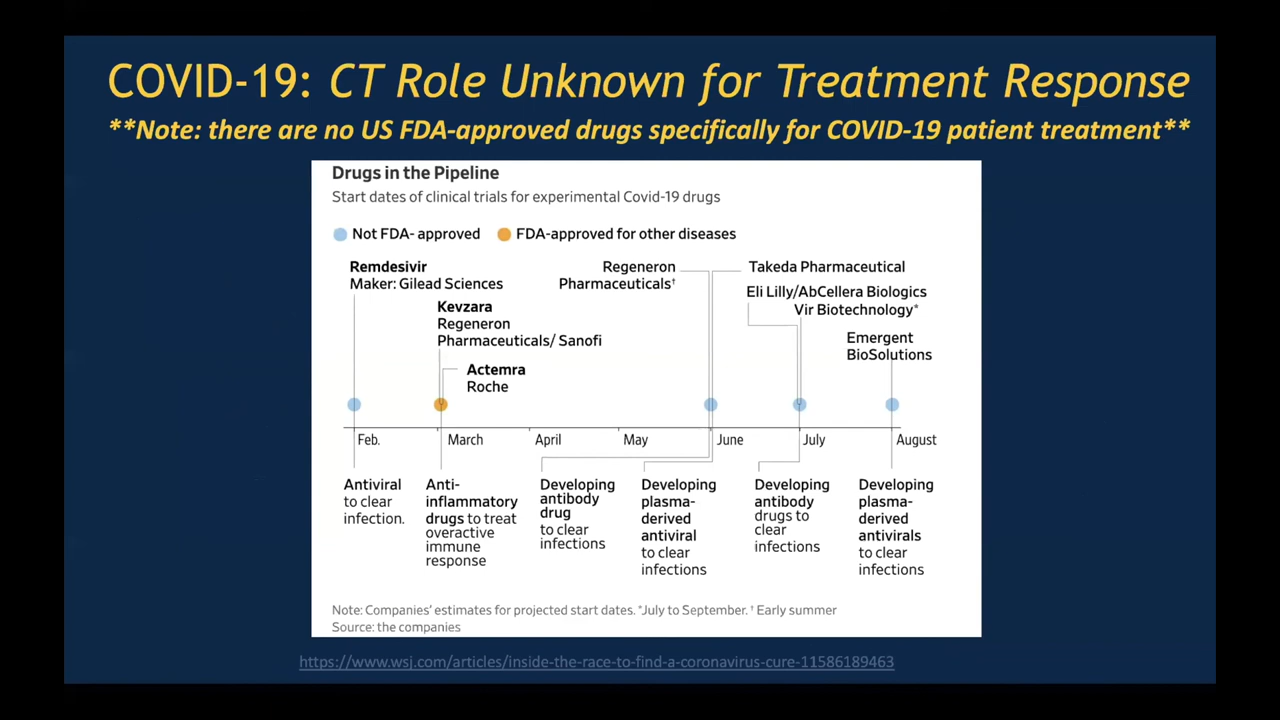 COVID-19: CT Role Unknown for Treatment Response
**Note: there are no US FDA-approved drugs specifically for COVID-19 patient treatment**
Drugs in the Pipeline
Start dates of clinical trials for experimental Covid-19 drugs
Not FDA- approved
FDA-approved for other diseases
Remdesivir
Maker: Gilead Sciences
Kevzara
Regeneron
Pharmaceuticals/ Sanofi
Actemra
Roche
Regeneron
Pharmaceuticals†
Takeda Pharmaceutical
Eli Lilly/AbCellera Biologics
Vir Biotechnology*
Emergent
BioSolutions
Feb.
March
April
May
June
July
August
Antiviral
to clear
infection.
Anti-
inflammatory
drugs to treat
overactive
immune
response
Developing
antibody
drug
to clear
infections
Developing
plasma-
derived
antiviral
to clear
infections
Developing
antibody
drugs to
clear
infections
Developing
plasma-
derived
antivirals
to clear
infections
Note: Companies' estimates for projected start dates. *July to September. † Early summer
Source: the companies
https://www.wsj.com/articles/inside-the-race-to-find-a-coronavirus-cure-11586189463